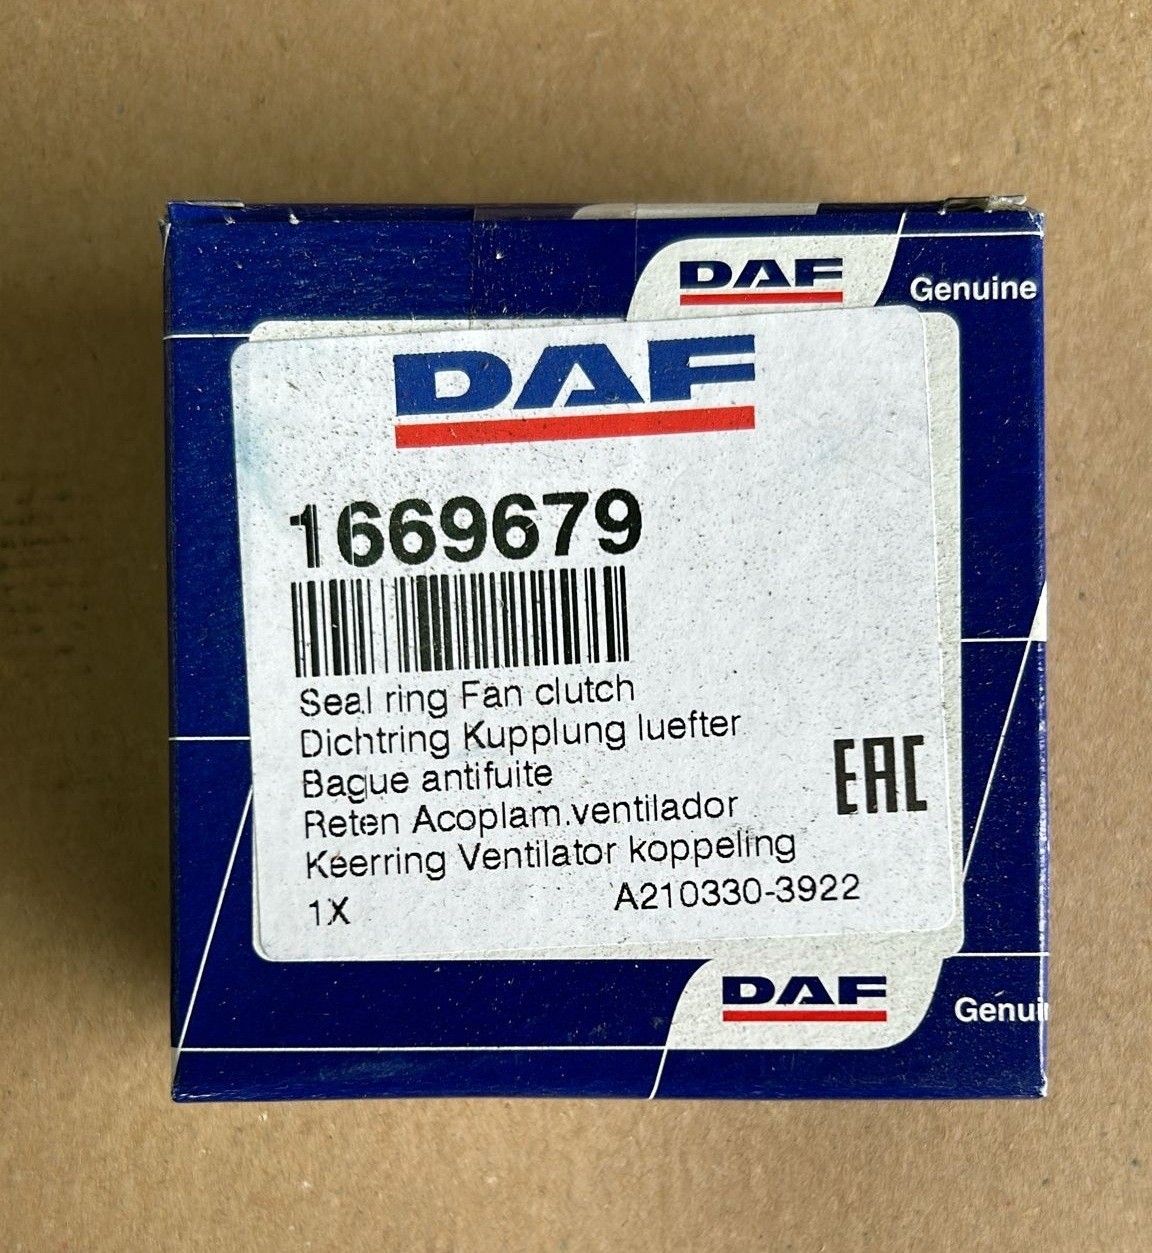 DAF
Genuine
DAF
1669679
Seal ring Fan clutch
Dichtring Kupplung luefter
Bague antifuite
Reten Acoplam.ventilador
Keerring Ventilator koppeling
EAC
1X A210330-3922
DAF
Genui